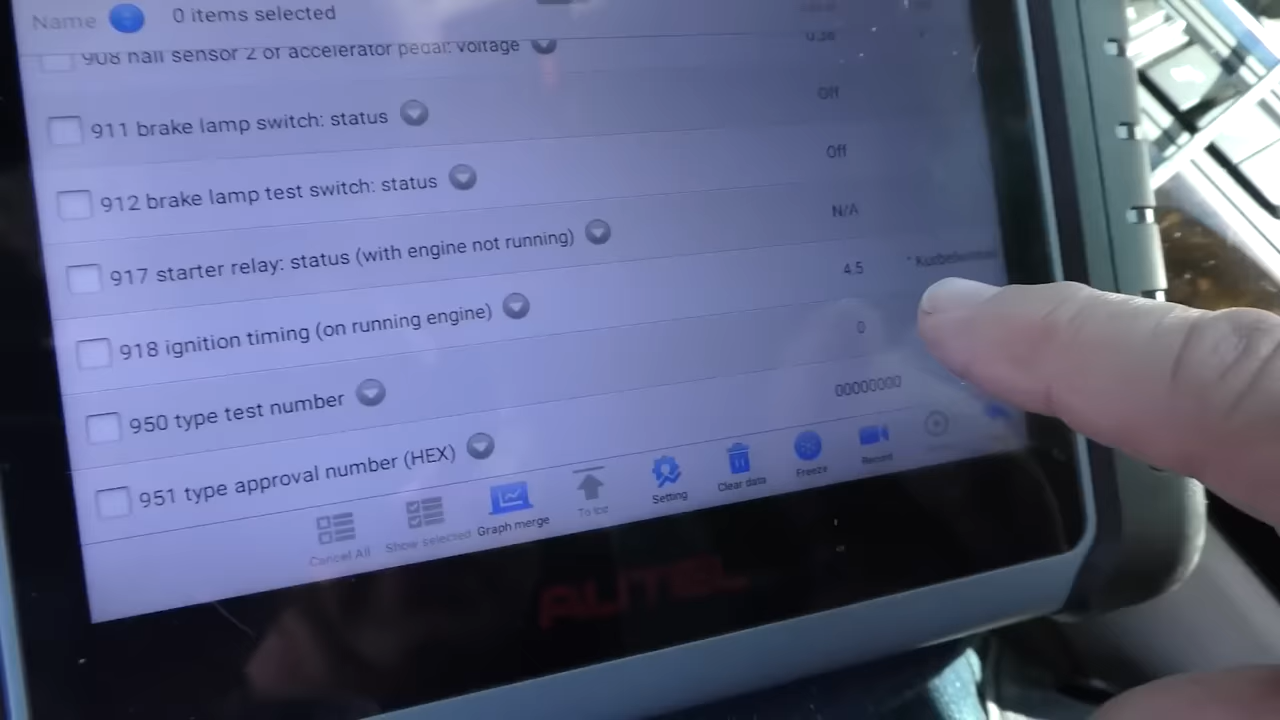 Name 0 items selected
908 hall sensor 2 of accelerator pedal: voltage
911 brake lamp switch: status Off
912 brake lamp test switch: status Off
917 starter relay: status (with engine not running) N/A
918 ignition timing (on running engine) 4.5
950 type test number 0
951 type approval number (HEX) 00000000
Cancel All Show selected Graph merge To top Setting Clear data Freeze Record
AUTEL